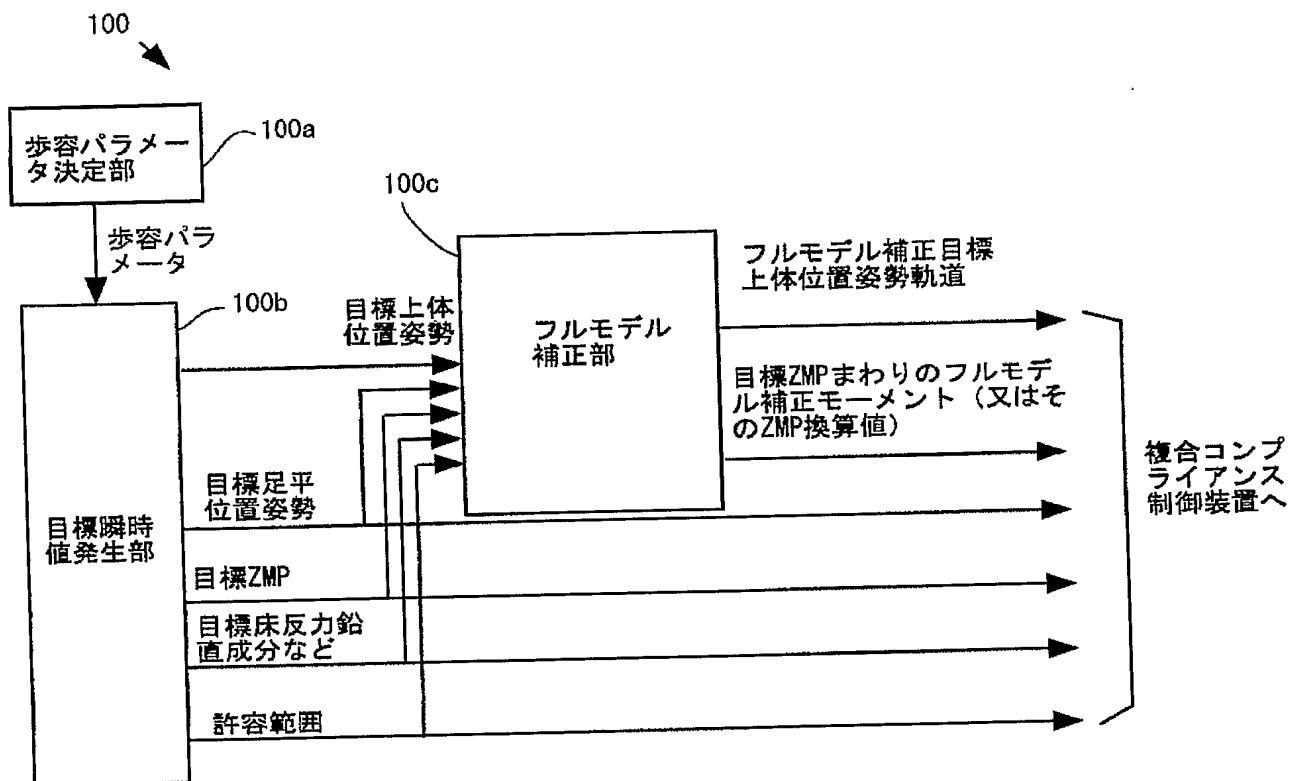 100
歩容パラメー
タ決定部
100a
歩容パラ
メータ
100b
目標瞬時
値発生部
目標上体
位置姿勢
100c
フルモデル
補正部
フルモデル補正目標
上体位置姿勢軌道
目標ZMPまわりのフルモデ
ル補正モーメント（又はそ
のZMP換算値）
目標足平
位置姿勢
目標ZMP
目標床反力鉛
直成分など
許容範囲
複合コンプ
ライアンス
制御装置へ